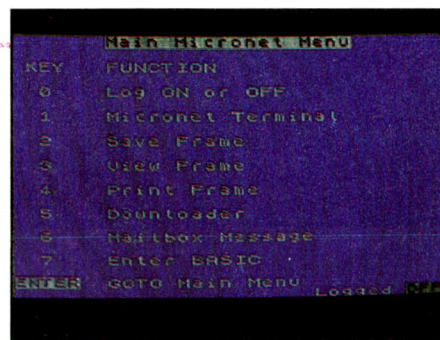 Main Micronet Menu
KEY FUNCTION
0 Log ON or OFF
1 Micronet Terminal
2 Save Frame
3 View Frame
4 Print Frame
5 Downloader
6 Mailbox Message
7 Enter BASIC
ENTER GOTO Main Menu
Logged OFF